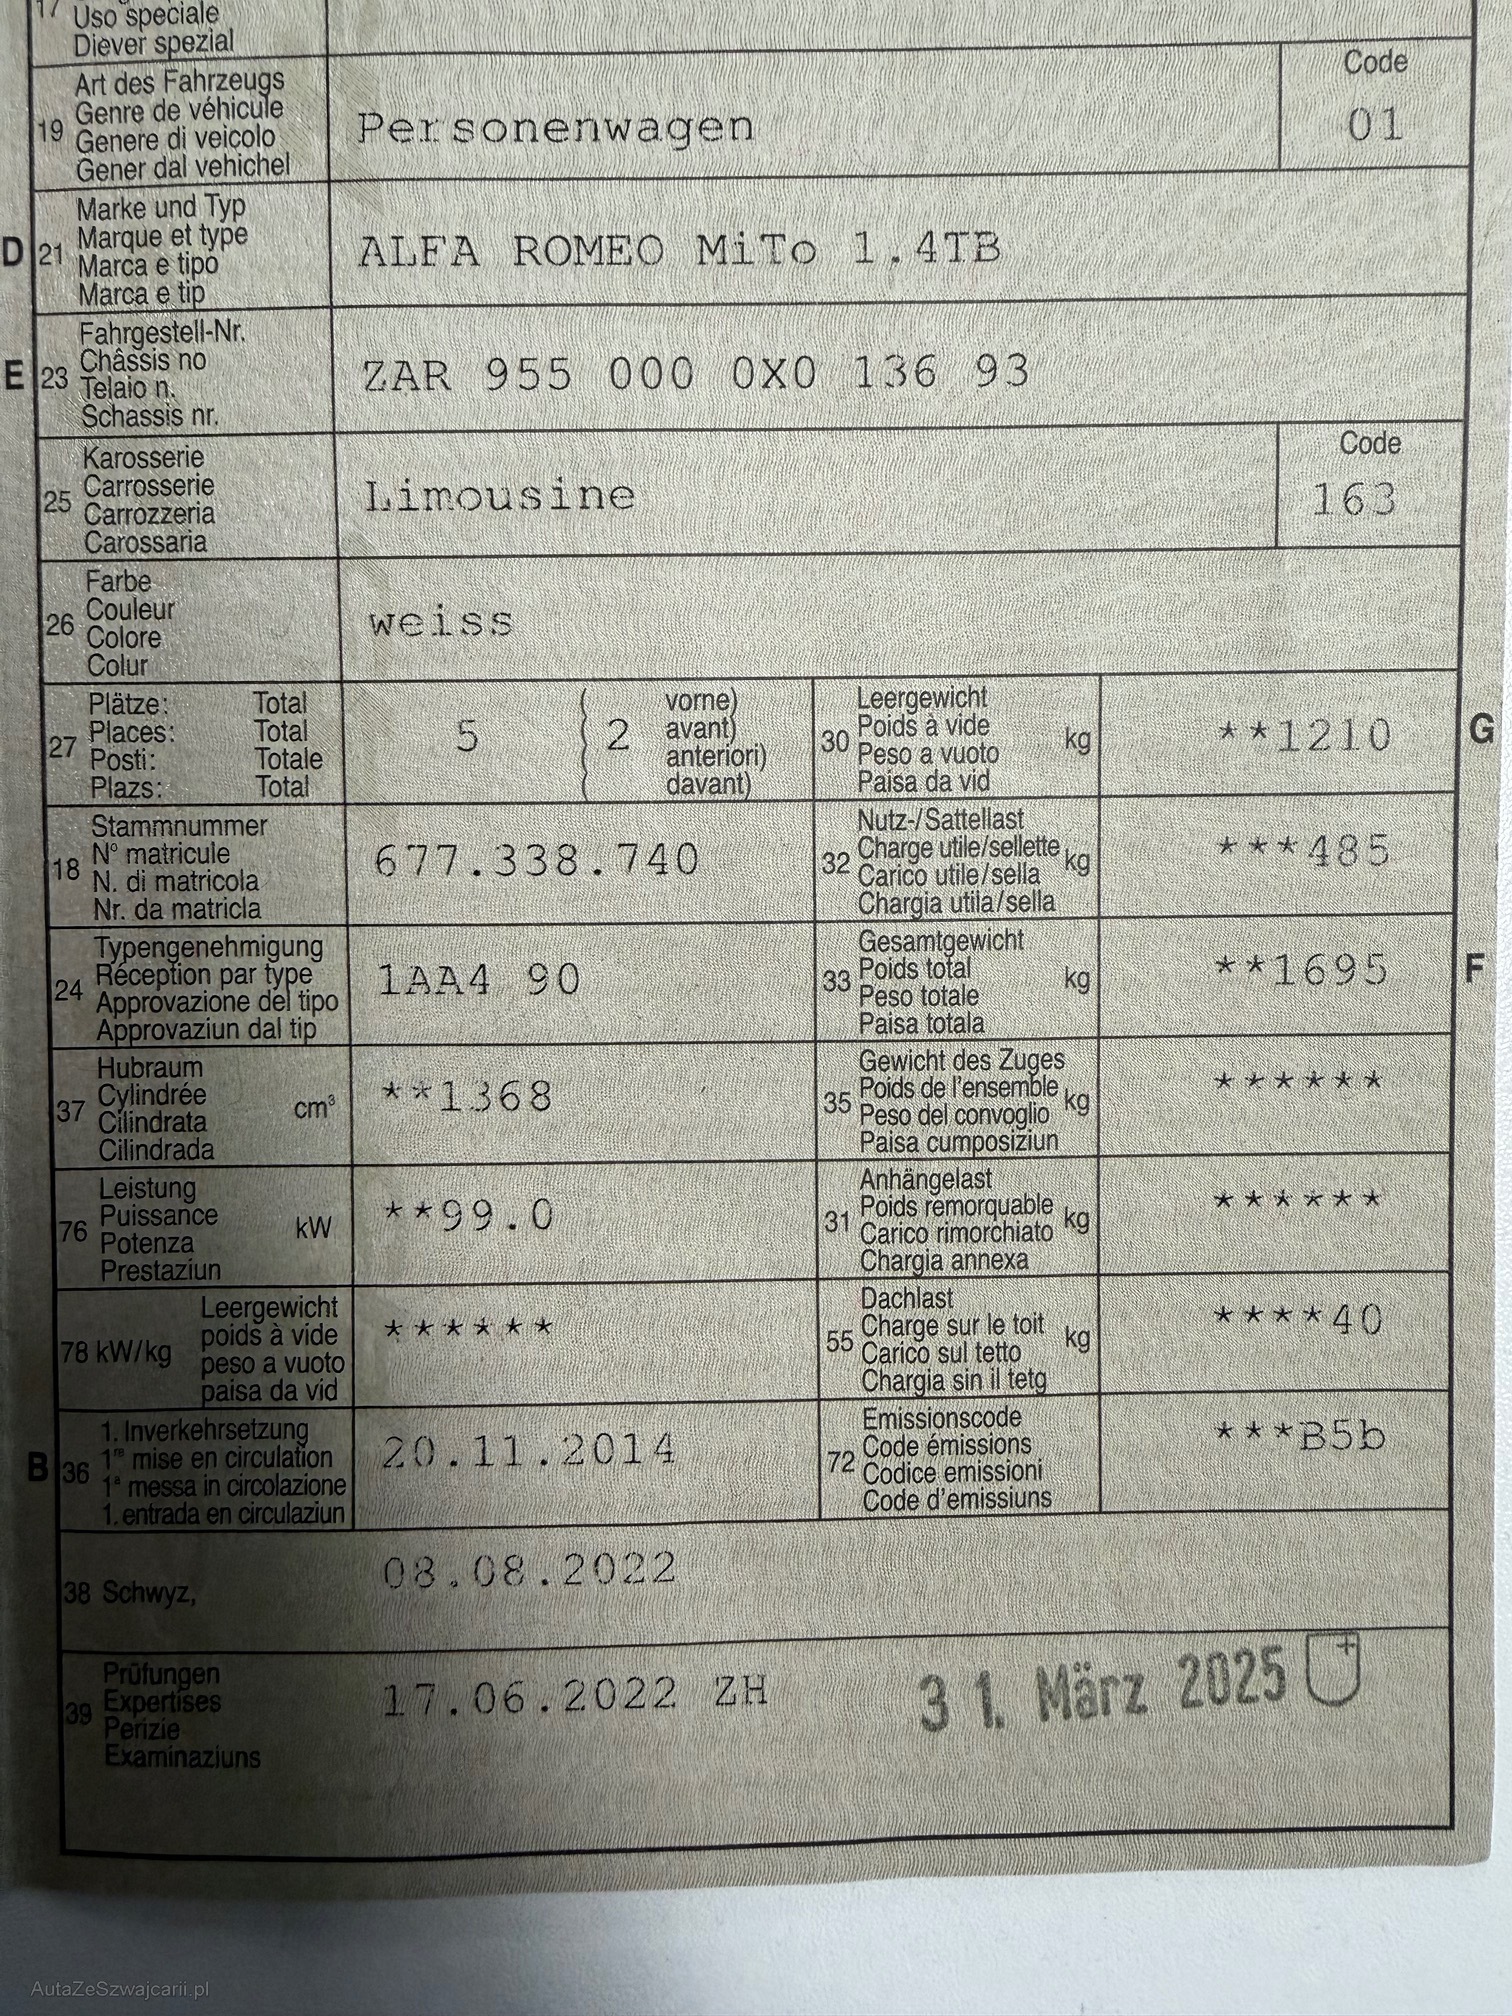 17 Uso speciale
Diever spezial
Art des Fahrzeugs
Genre de véhicule
19 Genere di veicolo
Gener dal vehichel
Personenwagen
Code
01
Marke und Typ
D 21 Marque et type
Marca e tipo
Marca e tip
ALFA ROMEO MiTo 1.4TB
Fahrgestell-Nr.
E 23 Châssis no
Telaio n.
Schassis nr.
ZAR 955 000 0X0 136 93
Karosserie
25 Carrosserie
Carrozzeria
Carossaria
Limousine
Code
163
Farbe
26 Couleur
Colore
Colur
weiss
Plätze: Total
27 Places: Total
Posti: Totale
Plazs: Total
5 ( 2 vorne)
avant)
anteriori)
davant)
Leergewicht
30 Poids à vide kg
Peso a vuoto
Paisa da vid
**1210 G
Stammnummer
18 N° matricule
N. di matricola
Nr. da matricla
677.338.740
Nutz-/Sattellast
32 Charge utile/sellette kg
Carico utile/sella
Chargia utila/sella
***485
Typengenehmigung
24 Réception par type
Approvazione del tipo
Approvaziun dal tip
1AA4 90
Gesamtgewicht
33 Poids total kg
Peso totale
Paisa totala
**1695 F
Hubraum
37 Cylindrée cm³
Cilindrata
Cilindrada
**1368
Gewicht des Zuges
35 Poids de l'ensemble kg
Peso del convoglio
Paisa cumposiziun
******
Leistung
76 Puissance kW
Potenza
Prestaziun
**99.0
Anhängelast
31 Poids remorquable kg
Carico rimorchiato
Chargia annexa
******
Leergewicht
78 kW/kg poids à vide
peso a vuoto
paisa da vid
******
Dachlast
55 Charge sur le toit kg
Carico sul tetto
Chargia sin il tetg
****40
1. Inverkehrsetzung
B 36 1re mise en circulation
1a messa in circolazione
1. entrada en circulaziun
20.11.2014
Emissionscode
72 Code émissions
Codice emissioni
Code d'emissiuns
***B5b
38 Schwyz,
08.08.2022
Prüfungen
39 Expertises
Perizie
Examinaziuns
17.06.2022 ZH
31. März 2025
AutaZeSzwajcarii.pl